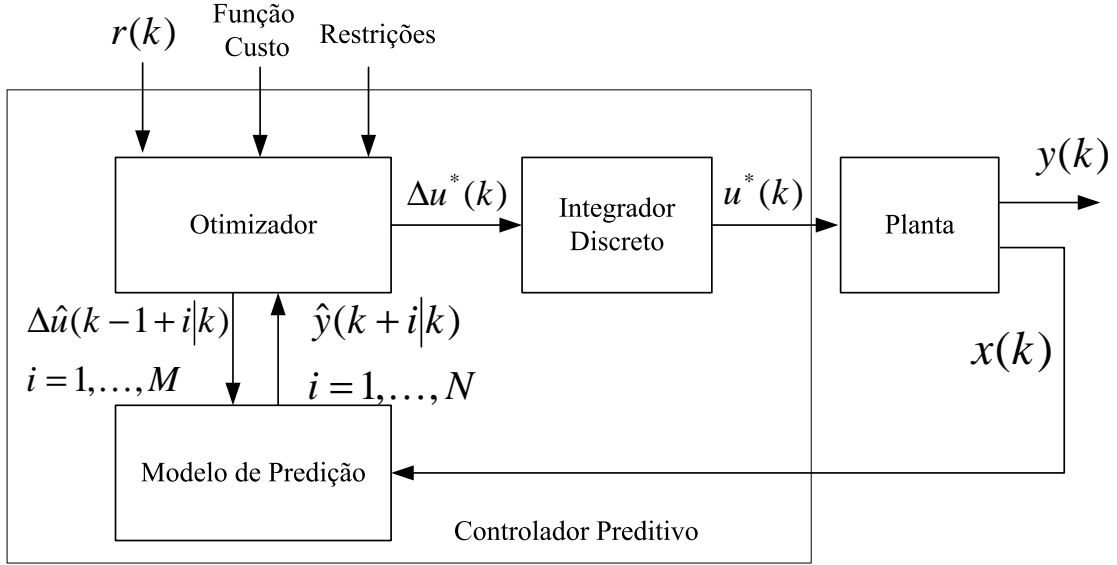 r(k)
Função
Custo
Restrições
Otimizador
Δu*(k)
Integrador
Discreto
u*(k)
Planta
y(k)
Δû(k−1+i|k)
i=1,…,M
ŷ(k+i|k)
i=1,…,N
x(k)
Modelo de Predição
Controlador Preditivo